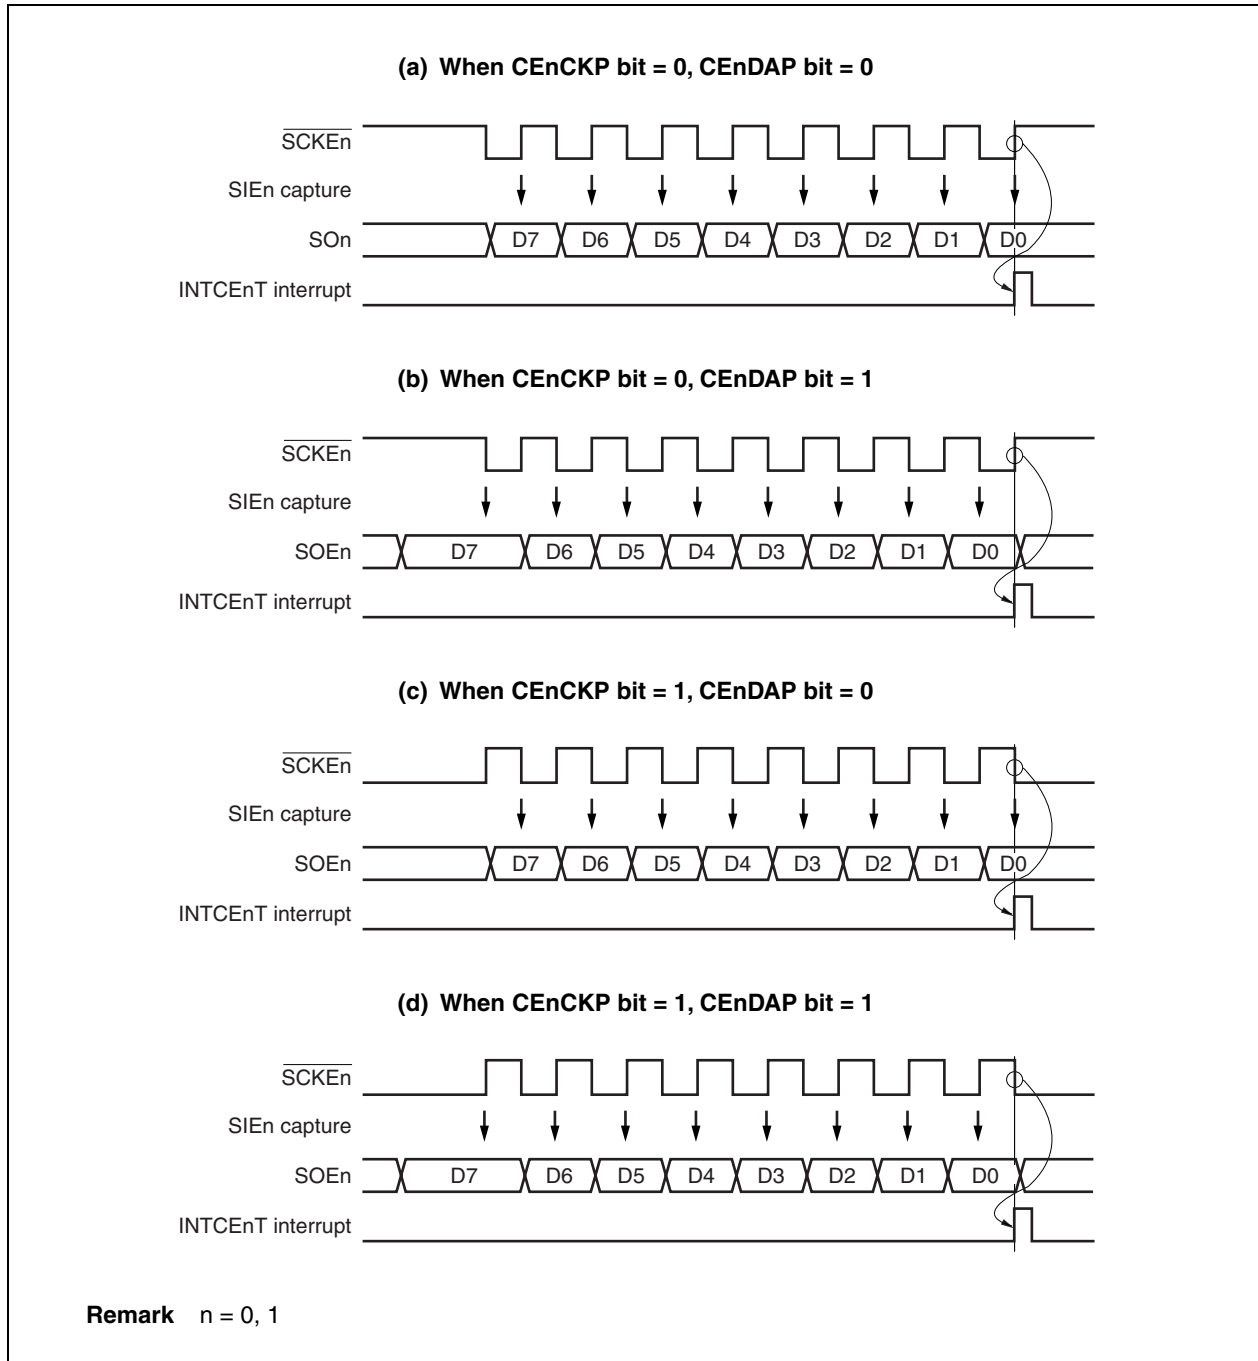 (a) When CEnCKP bit = 0, CEnDAP bit = 0
SCKEn
SIEn capture
SOn D7 D6 D5 D4 D3 D2 D1 D0
INTCEnT interrupt
(b) When CEnCKP bit = 0, CEnDAP bit = 1
SCKEn
SIEn capture
SOEn D7 D6 D5 D4 D3 D2 D1 D0
INTCEnT interrupt
(c) When CEnCKP bit = 1, CEnDAP bit = 0
SCKEn
SIEn capture
SOEn D7 D6 D5 D4 D3 D2 D1 D0
INTCEnT interrupt
(d) When CEnCKP bit = 1, CEnDAP bit = 1
SCKEn
SIEn capture
SOEn D7 D6 D5 D4 D3 D2 D1 D0
INTCEnT interrupt
Remark n = 0, 1